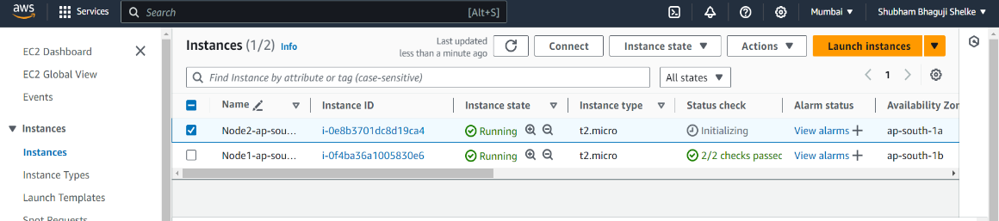 aws Services Search [Alt+S] Mumbai ▼ Shubham Bhaguji Shelke ▼
EC2 Dashboard
EC2 Global View
Events
Instances
Instances
Instance Types
Launch Templates
Spot Requests
Instances (1/2) Info Last updated
less than a minute ago Connect Instance state Actions Launch instances
Find Instance by attribute or tag (case-sensitive) All states 1
Name Instance ID Instance state Instance type Status check Alarm status Availability Zon
Node2-ap-sou... i-0e8b3701dc8d19ca4 Running t2.micro Initializing View alarms + ap-south-1a
Node1-ap-sou... i-0f4ba36a1005830e6 Running t2.micro 2/2 checks passed View alarms + ap-south-1b